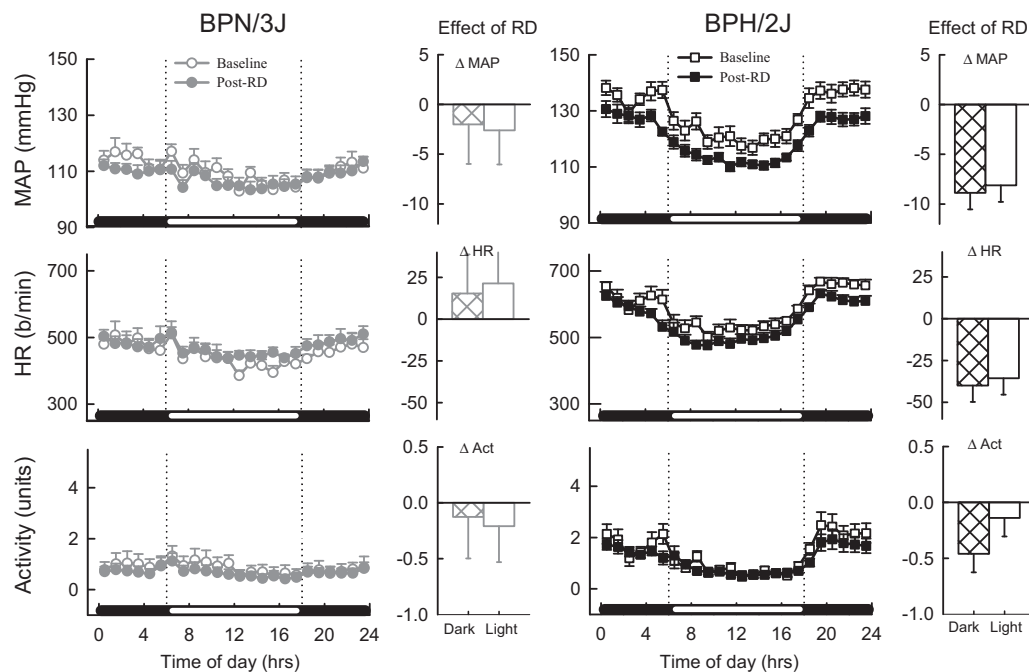 BPN/3J
Effect of RD
BPH/2J
Effect of RD
MAP (mmHg)
150
130
110
90
Baseline
Post-RD
5
0
-5
-10
Δ MAP
150
130
110
90
Baseline
Post-RD
5
0
-5
-10
Δ MAP
HR (b/min)
700
500
300
25
0
-25
-50
Δ HR
700
500
300
25
0
-25
-50
Δ HR
Activity (units)
4
2
0
0.5
0.0
-0.5
-1.0
Δ Act
4
2
0
0.5
0.0
-0.5
-1.0
Δ Act
0 4 8 12 16 20 24
Dark Light
0 4 8 12 16 20 24
Dark Light
Time of day (hrs)
Time of day (hrs)